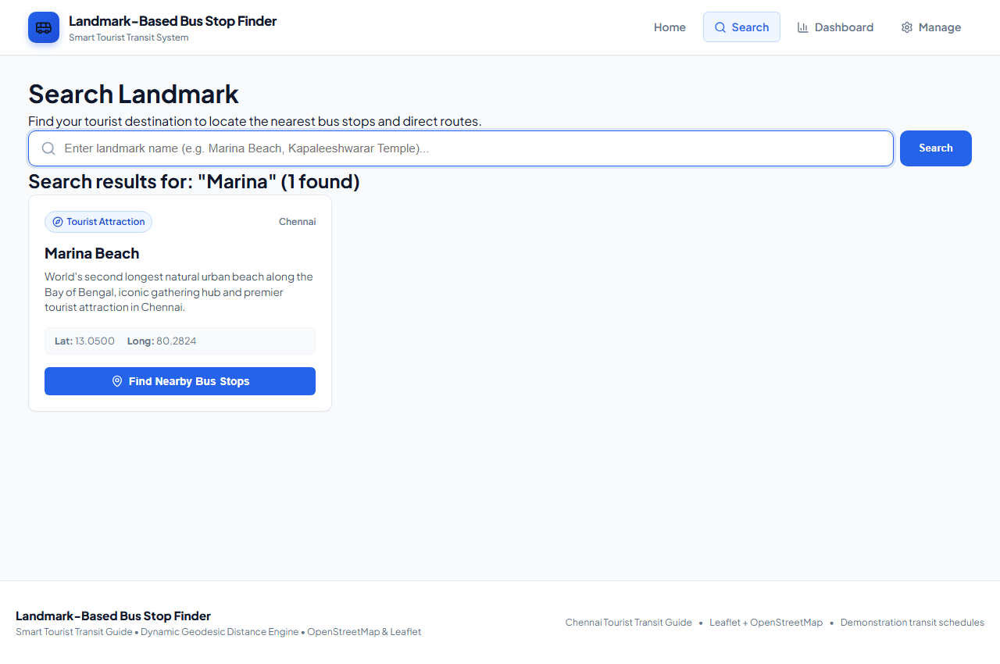 Landmark-Based Bus Stop Finder
Smart Tourist Transit System
Home
Search
Dashboard
Manage
Search Landmark
Find your tourist destination to locate the nearest bus stops and direct routes.
Enter landmark name (e.g. Marina Beach, Kapaleeshwarar Temple)...
Search
Search results for: "Marina" (1 found)
Tourist Attraction
Chennai
Marina Beach
World's second longest natural urban beach along the
Bay of Bengal, iconic gathering hub and premier
tourist attraction in Chennai.
Lat: 13.0500 Long: 80.2824
Find Nearby Bus Stops
Landmark-Based Bus Stop Finder
Smart Tourist Transit Guide • Dynamic Geodesic Distance Engine • OpenStreetMap & Leaflet
Chennai Tourist Transit Guide • Leaflet + OpenStreetMap • Demonstration transit schedules